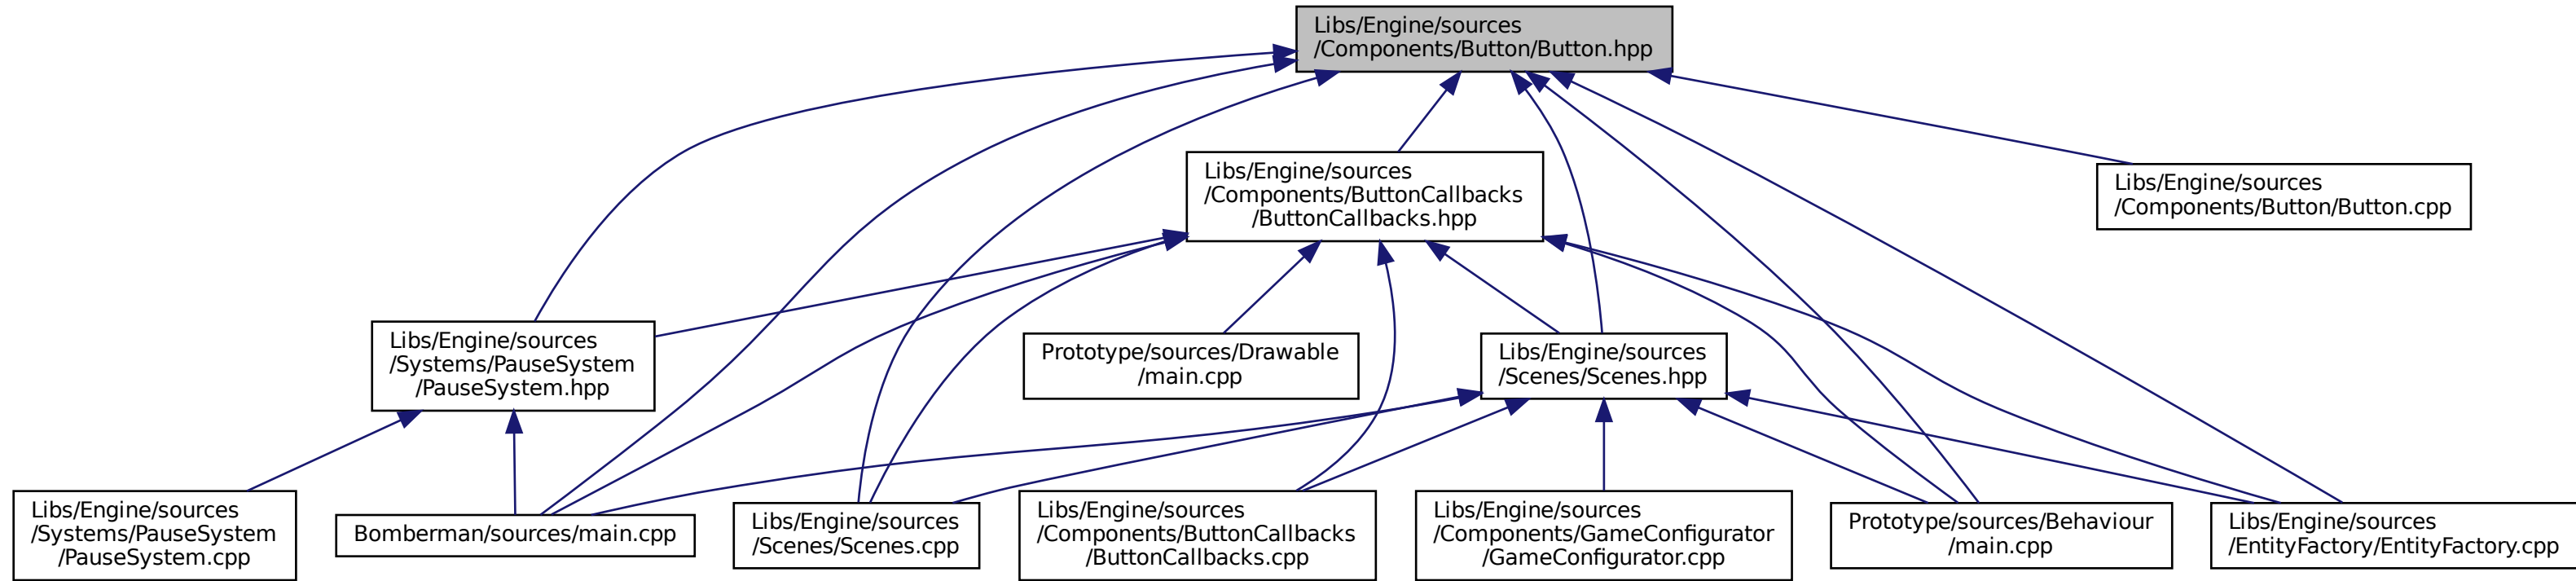 Libs/Engine/sources
/Components/Button/Button.hpp
Libs/Engine/sources
/Components/ButtonCallbacks
/ButtonCallbacks.hpp
Libs/Engine/sources
/Components/Button/Button.cpp
Libs/Engine/sources
/Systems/PauseSystem
/PauseSystem.hpp
Prototype/sources/Drawable
/main.cpp
Libs/Engine/sources
/Scenes/Scenes.hpp
Libs/Engine/sources
/Systems/PauseSystem
/PauseSystem.cpp
Bomberman/sources/main.cpp
Libs/Engine/sources
/Scenes/Scenes.cpp
Libs/Engine/sources
/Components/ButtonCallbacks
/ButtonCallbacks.cpp
Libs/Engine/sources
/Components/GameConfigurator
/GameConfigurator.cpp
Prototype/sources/Behaviour
/main.cpp
Libs/Engine/sources
/EntityFactory/EntityFactory.cpp